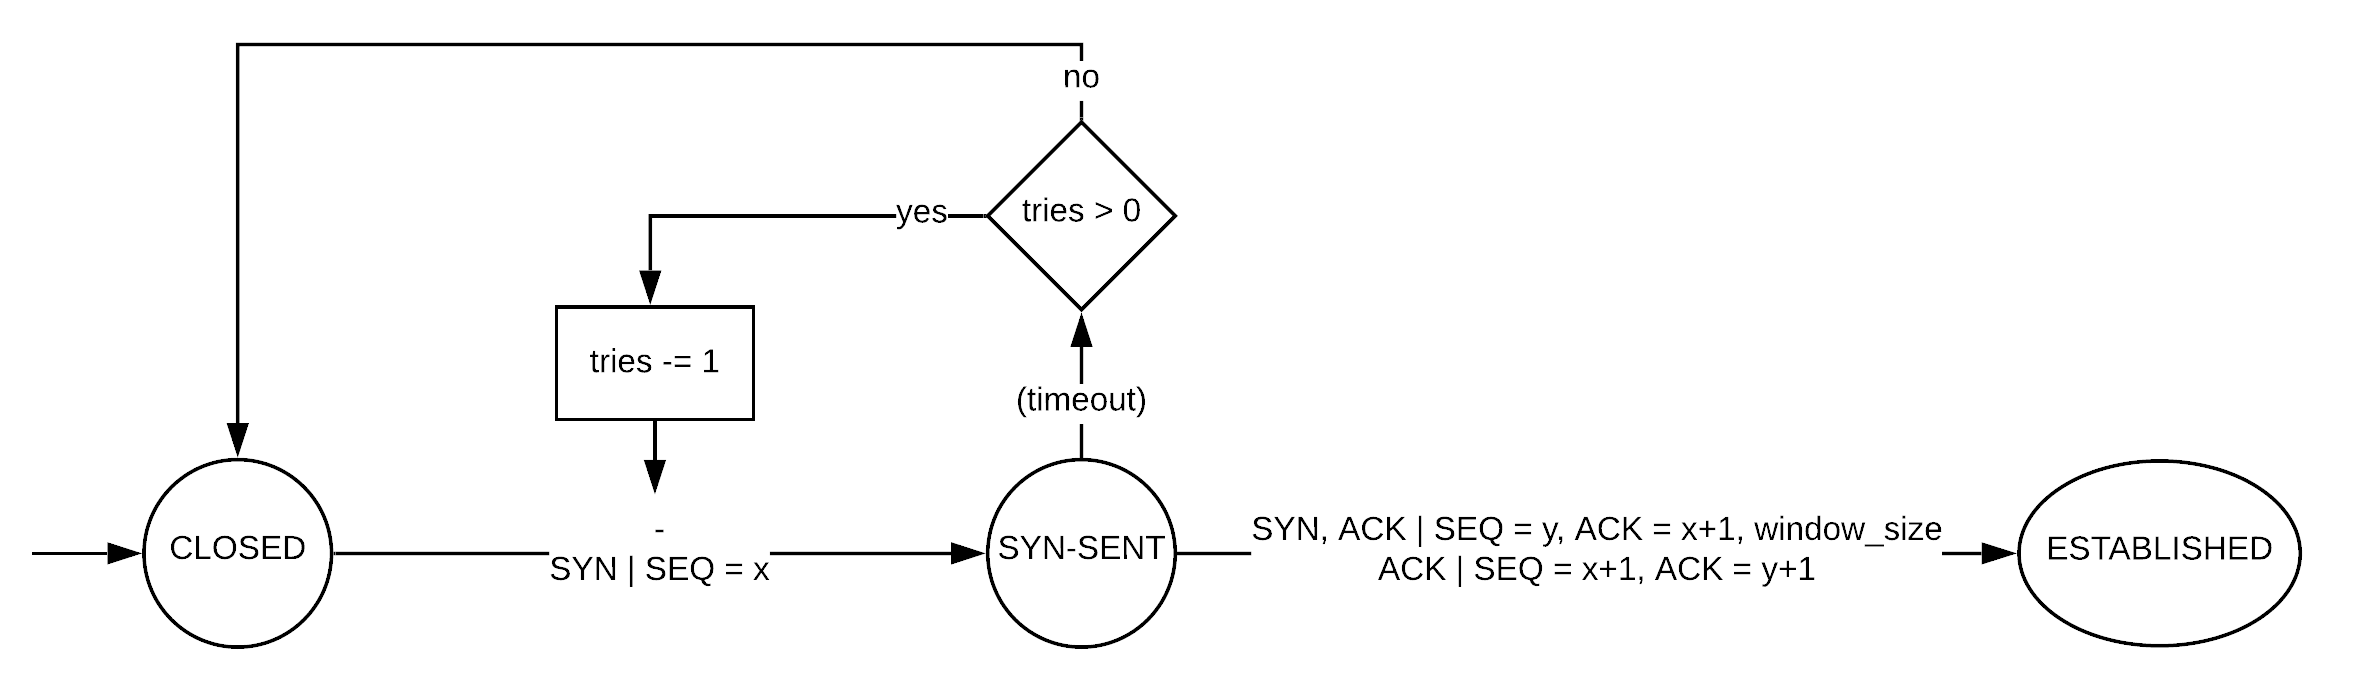 no
tries > 0
yes
tries -= 1
(timeout)
CLOSED
-
SYN | SEQ = x
SYN-SENT
SYN, ACK | SEQ = y, ACK = x+1, window_size
ACK | SEQ = x+1, ACK = y+1
ESTABLISHED